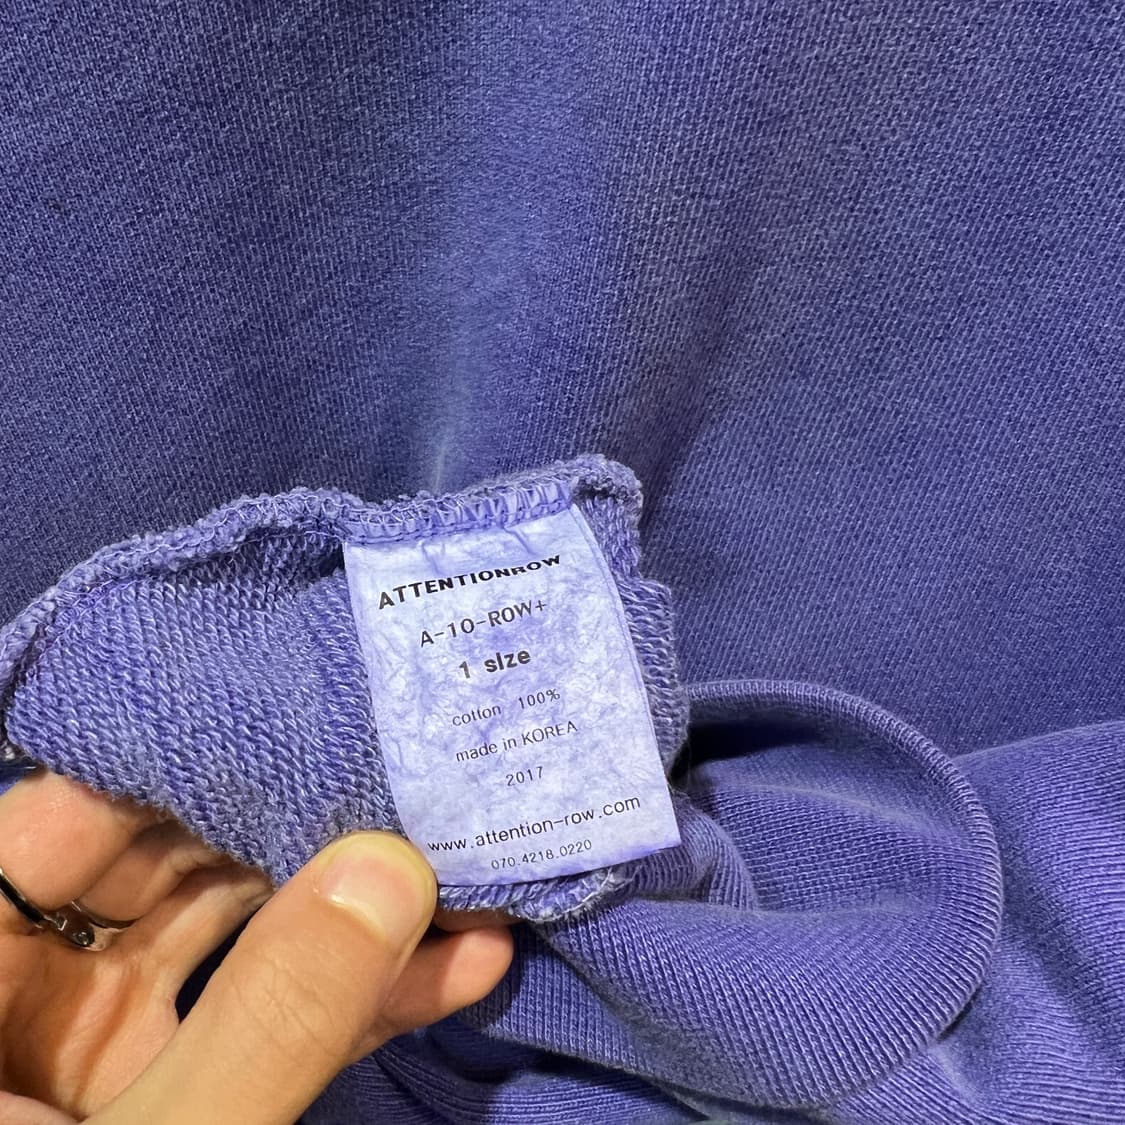 ATTENTIONROW
A-10-ROW+
1 size
cotton 100%
made in KOREA
2017
www.attention-row.com
070.4218.0220